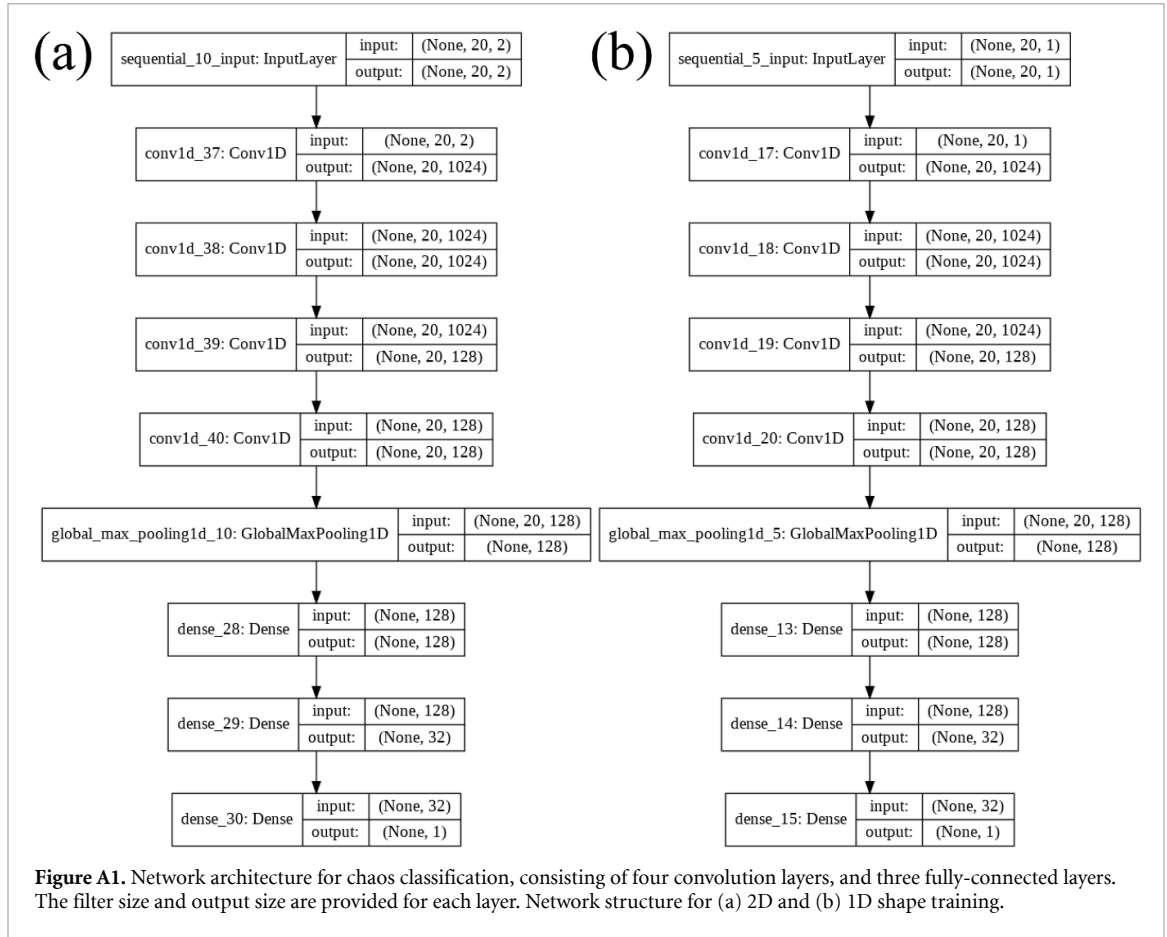 (a)
sequential_10_input: InputLayer
input: (None, 20, 2)
output: (None, 20, 2)
conv1d_37: Conv1D
input: (None, 20, 2)
output: (None, 20, 1024)
conv1d_38: Conv1D
input: (None, 20, 1024)
output: (None, 20, 1024)
conv1d_39: Conv1D
input: (None, 20, 1024)
output: (None, 20, 128)
conv1d_40: Conv1D
input: (None, 20, 128)
output: (None, 20, 128)
global_max_pooling1d_10: GlobalMaxPooling1D
input: (None, 20, 128)
output: (None, 128)
dense_28: Dense
input: (None, 128)
output: (None, 128)
dense_29: Dense
input: (None, 128)
output: (None, 32)
dense_30: Dense
input: (None, 32)
output: (None, 1)
(b)
sequential_5_input: InputLayer
input: (None, 20, 1)
output: (None, 20, 1)
conv1d_17: Conv1D
input: (None, 20, 1)
output: (None, 20, 1024)
conv1d_18: Conv1D
input: (None, 20, 1024)
output: (None, 20, 1024)
conv1d_19: Conv1D
input: (None, 20, 1024)
output: (None, 20, 128)
conv1d_20: Conv1D
input: (None, 20, 128)
output: (None, 20, 128)
global_max_pooling1d_5: GlobalMaxPooling1D
input: (None, 20, 128)
output: (None, 128)
dense_13: Dense
input: (None, 128)
output: (None, 128)
dense_14: Dense
input: (None, 128)
output: (None, 32)
dense_15: Dense
input: (None, 32)
output: (None, 1)
Figure A1. Network architecture for chaos classification, consisting of four convolution layers, and three fully-connected layers.
The filter size and output size are provided for each layer. Network structure for (a) 2D and (b) 1D shape training.